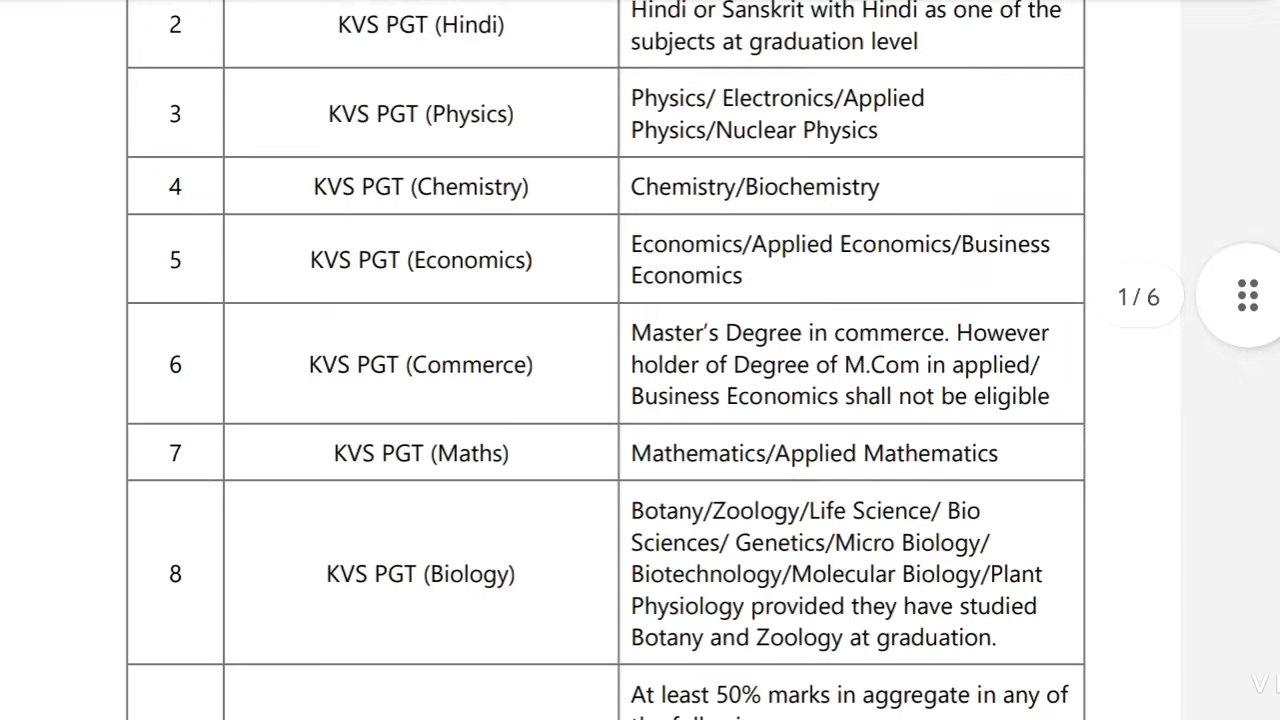 2
KVS PGT (Hindi)
Hindi or Sanskrit with Hindi as one of the
subjects at graduation level
3
KVS PGT (Physics)
Physics/ Electronics/Applied
Physics/Nuclear Physics
4
KVS PGT (Chemistry)
Chemistry/Biochemistry
5
KVS PGT (Economics)
Economics/Applied Economics/Business
Economics
6
KVS PGT (Commerce)
Master’s Degree in commerce. However
holder of Degree of M.Com in applied/
Business Economics shall not be eligible
7
KVS PGT (Maths)
Mathematics/Applied Mathematics
8
KVS PGT (Biology)
Botany/Zoology/Life Science/ Bio
Sciences/ Genetics/Micro Biology/
Biotechnology/Molecular Biology/Plant
Physiology provided they have studied
Botany and Zoology at graduation.
At least 50% marks in aggregate in any of
1 / 6